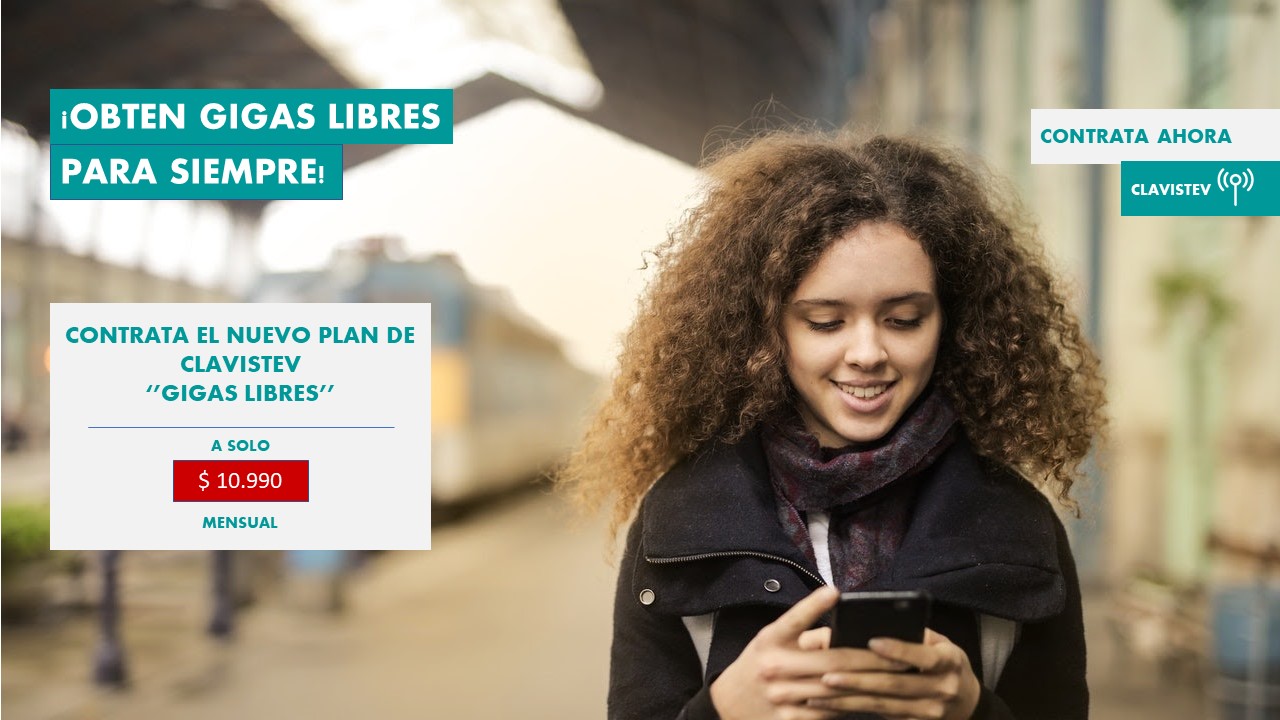 ¡OBTEN GIGAS LIBRES
PARA SIEMPRE!
CONTRATA AHORA
CLAVISTEV
CONTRATA EL NUEVO PLAN DE
CLAVISTEV
‘’GIGAS LIBRES’’
A SOLO
$ 10.990
MENSUAL